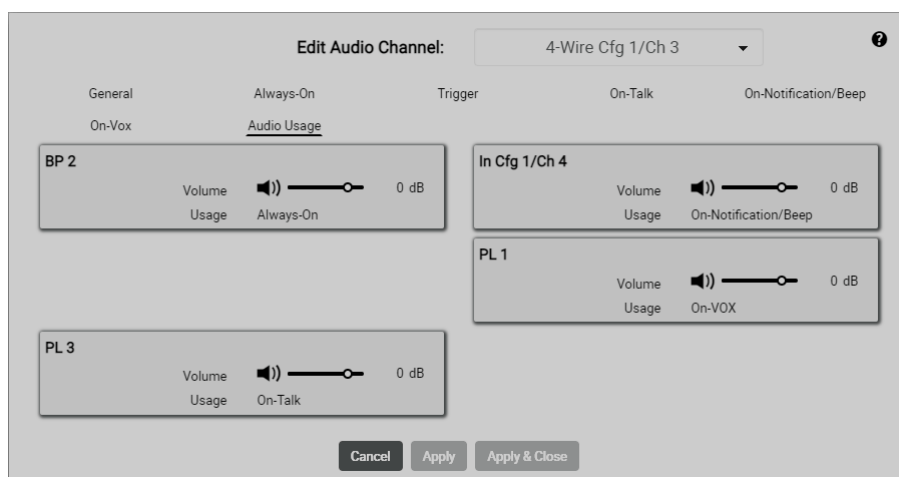 Edit Audio Channel: 4-Wire Cfg 1/Ch 3 ?
General Always-On Trigger On-Talk On-Notification/Beep
On-Vox Audio Usage
BP 2
Volume 0 dB
Usage Always-On
In Cfg 1/Ch 4
Volume 0 dB
Usage On-Notification/Beep
PL 1
Volume 0 dB
Usage On-VOX
PL 3
Volume 0 dB
Usage On-Talk
Cancel Apply Apply & Close